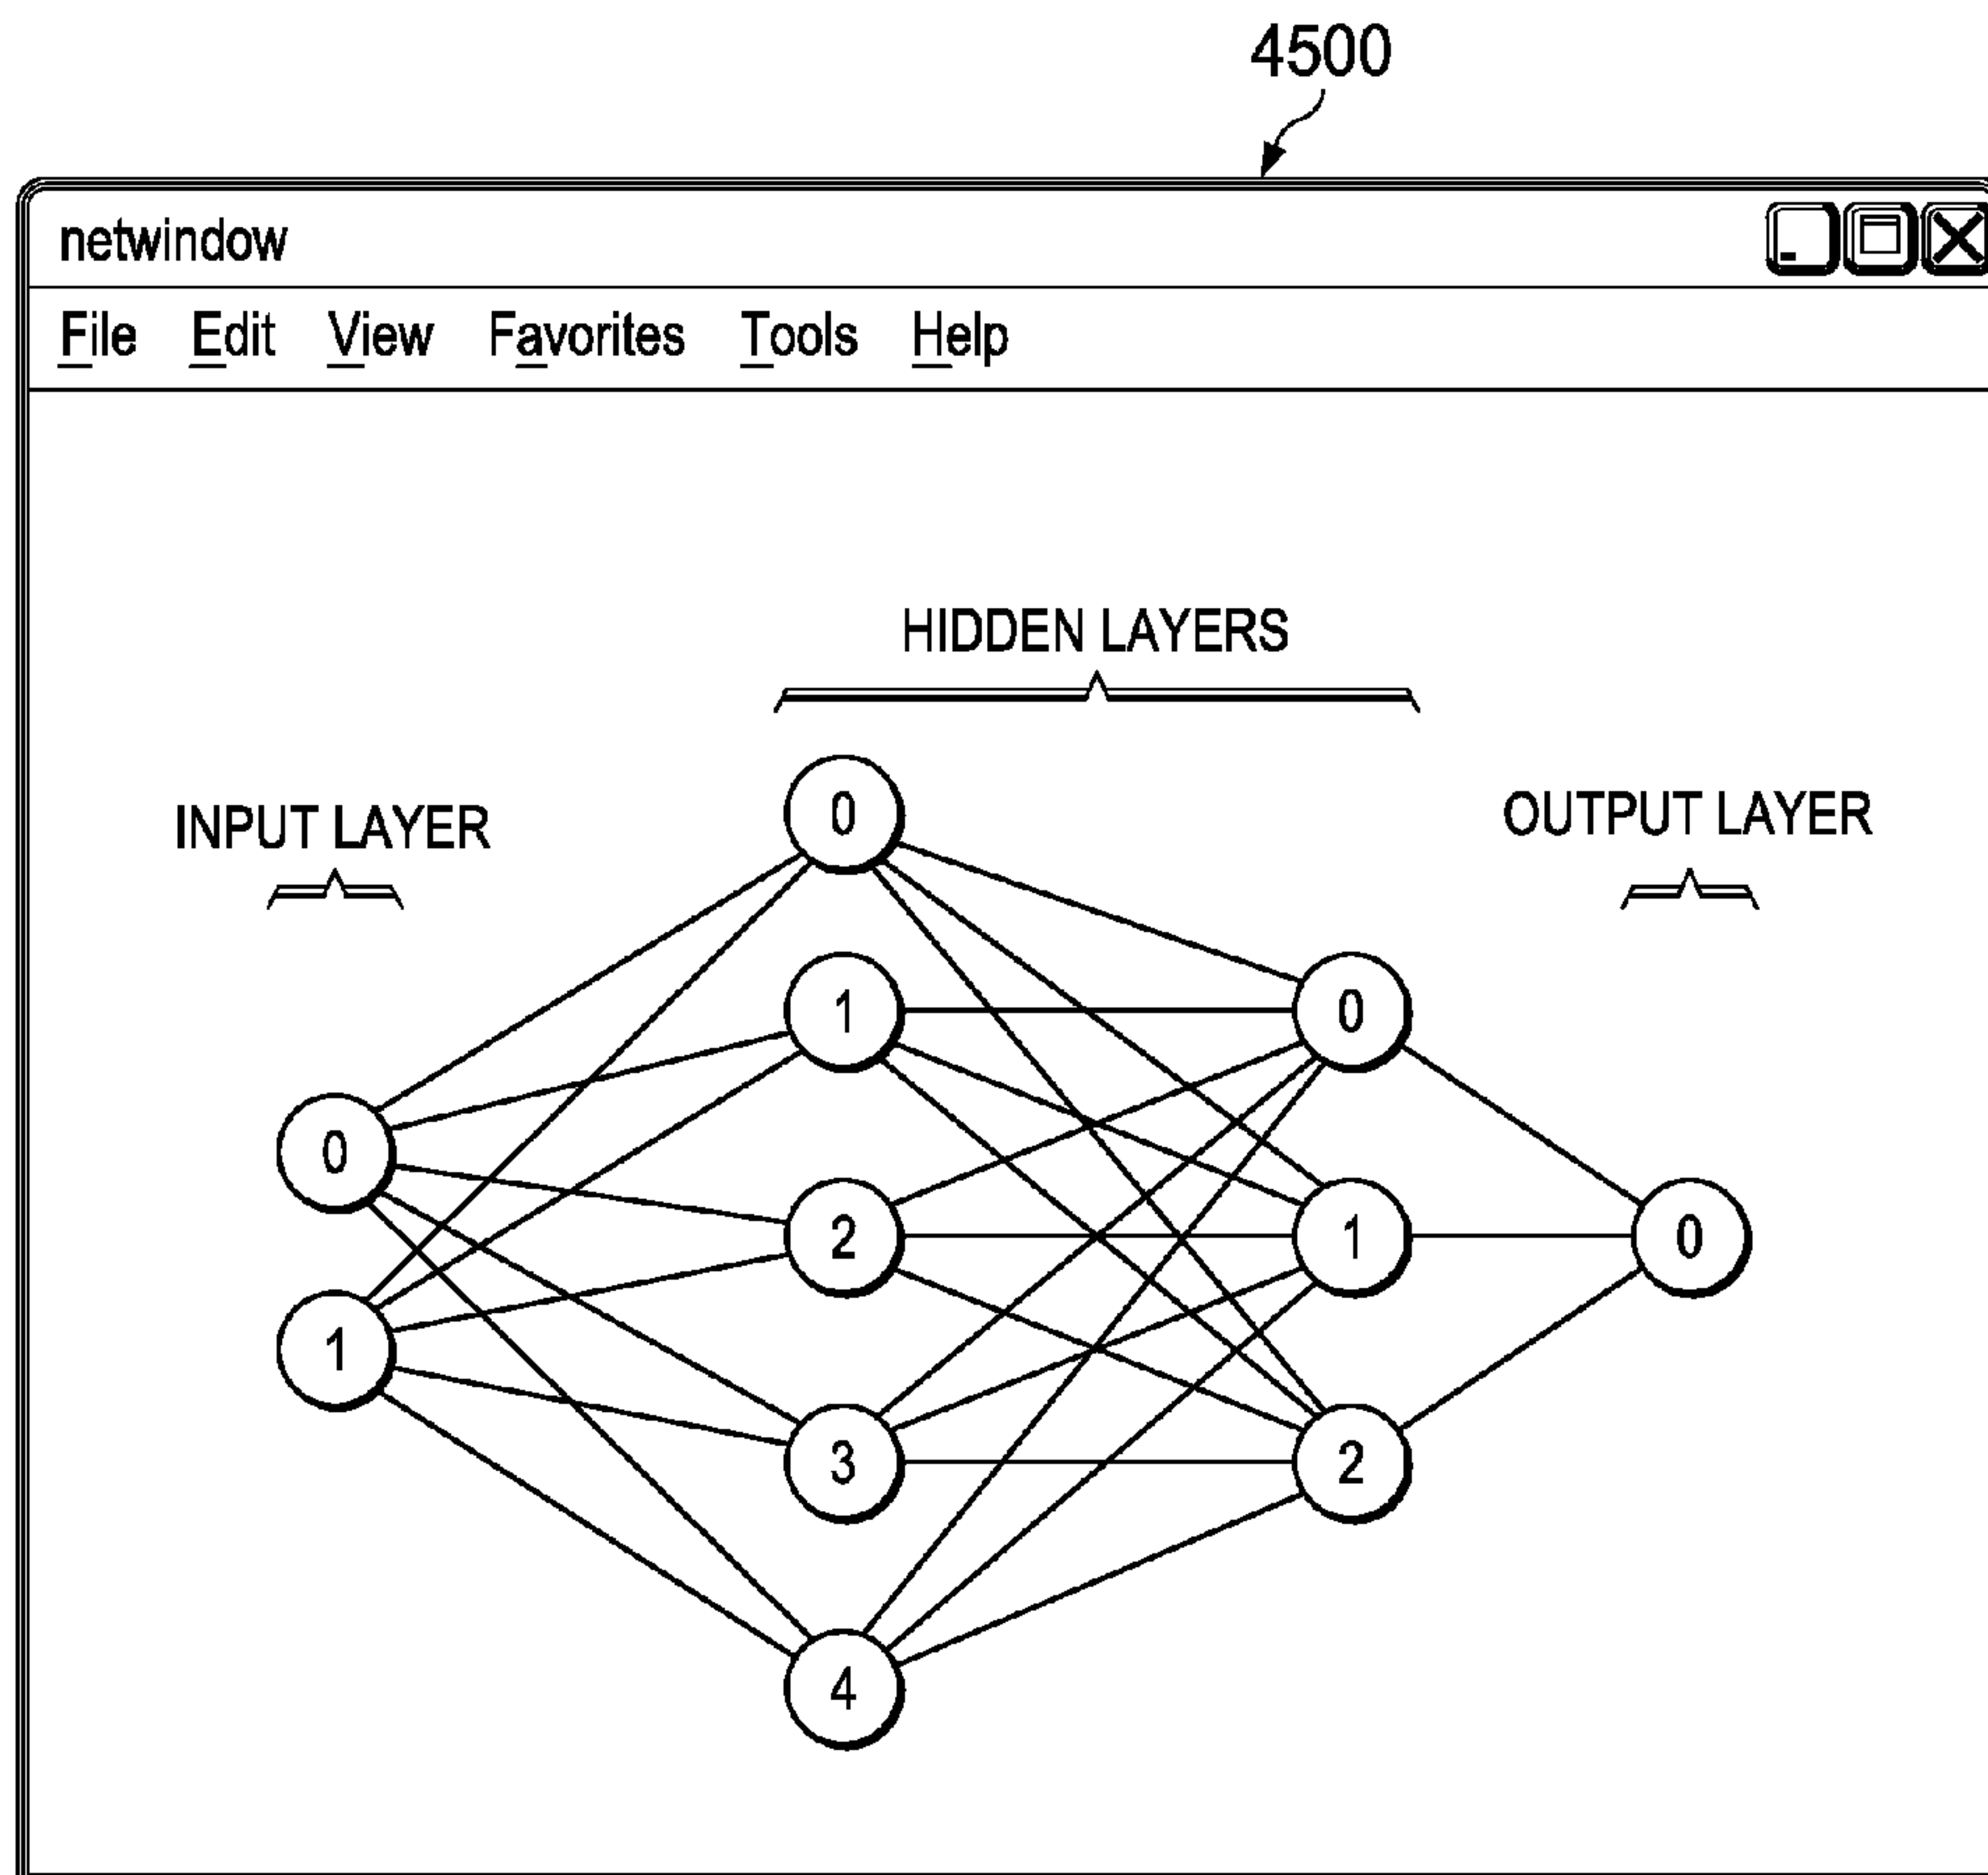 4500
netwindow
File Edit View Favorites Tools Help
HIDDEN LAYERS
INPUT LAYER
OUTPUT LAYER
0
1
0
1
2
3
4
0
1
2
0